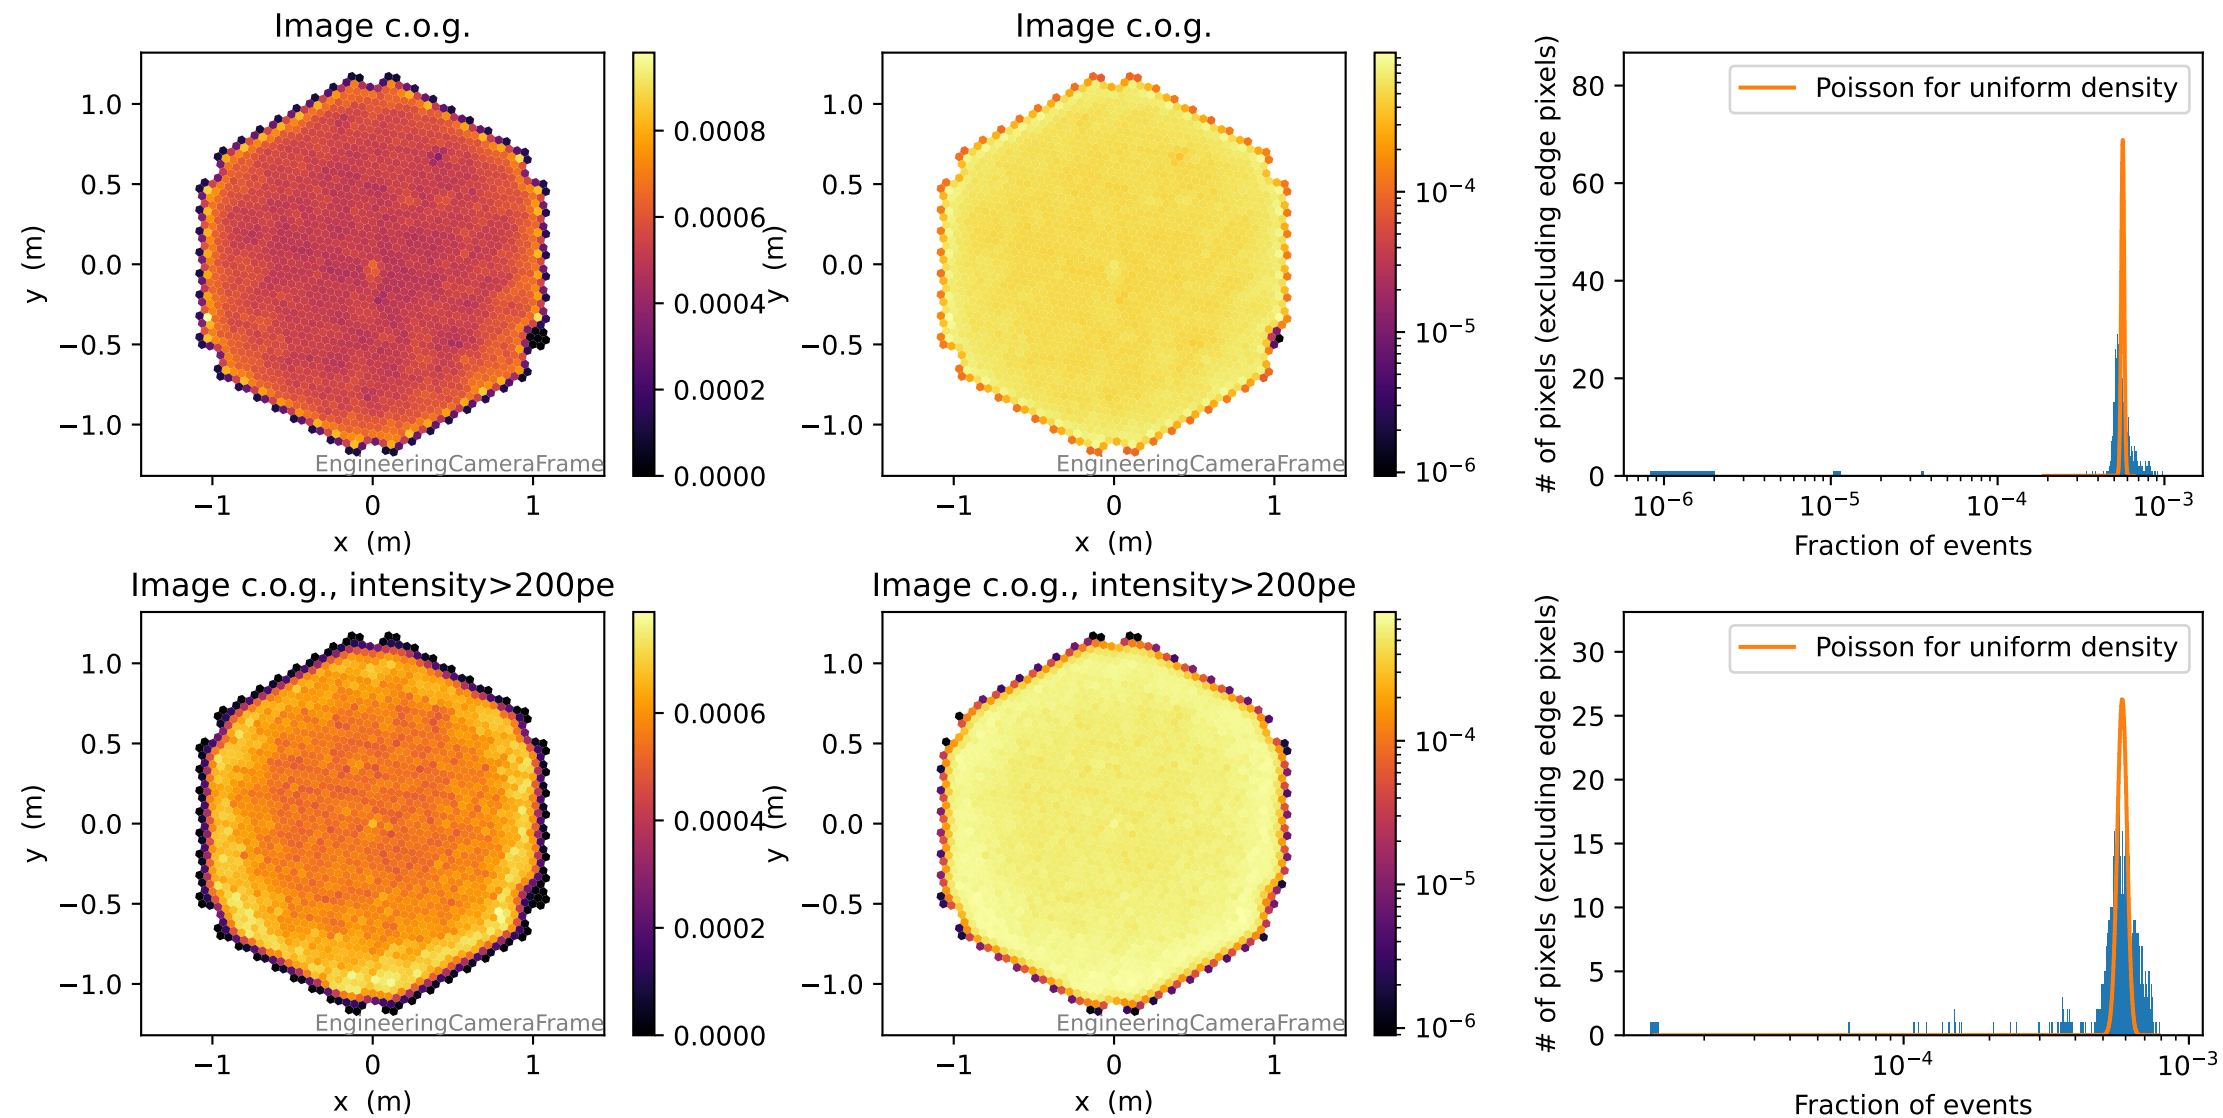 Image c.o.g.
1.0
0.5
0.0
−0.5
−1.0
y (m)
−1
0
1
x (m)
EngineeringCameraFrame
0.0008
0.0006
0.0004
0.0002
0.0000
Image c.o.g.
1.0
0.5
0.0
−0.5
−1.0
y (m)
−1
0
1
x (m)
EngineeringCameraFrame
10⁻⁴
10⁻⁵
10⁻⁶
# of pixels (excluding edge pixels)
80
60
40
20
0
Poisson for uniform density
10⁻⁶
10⁻⁵
10⁻⁴
10⁻³
Fraction of events
Image c.o.g., intensity>200pe
1.0
0.5
0.0
−0.5
−1.0
y (m)
−1
0
1
x (m)
EngineeringCameraFrame
0.0006
0.0004
0.0002
0.0000
Image c.o.g., intensity>200pe
1.0
0.5
0.0
−0.5
−1.0
y (m)
−1
0
1
x (m)
EngineeringCameraFrame
10⁻⁴
10⁻⁵
10⁻⁶
# of pixels (excluding edge pixels)
30
25
20
15
10
5
0
Poisson for uniform density
10⁻⁴
10⁻³
Fraction of events